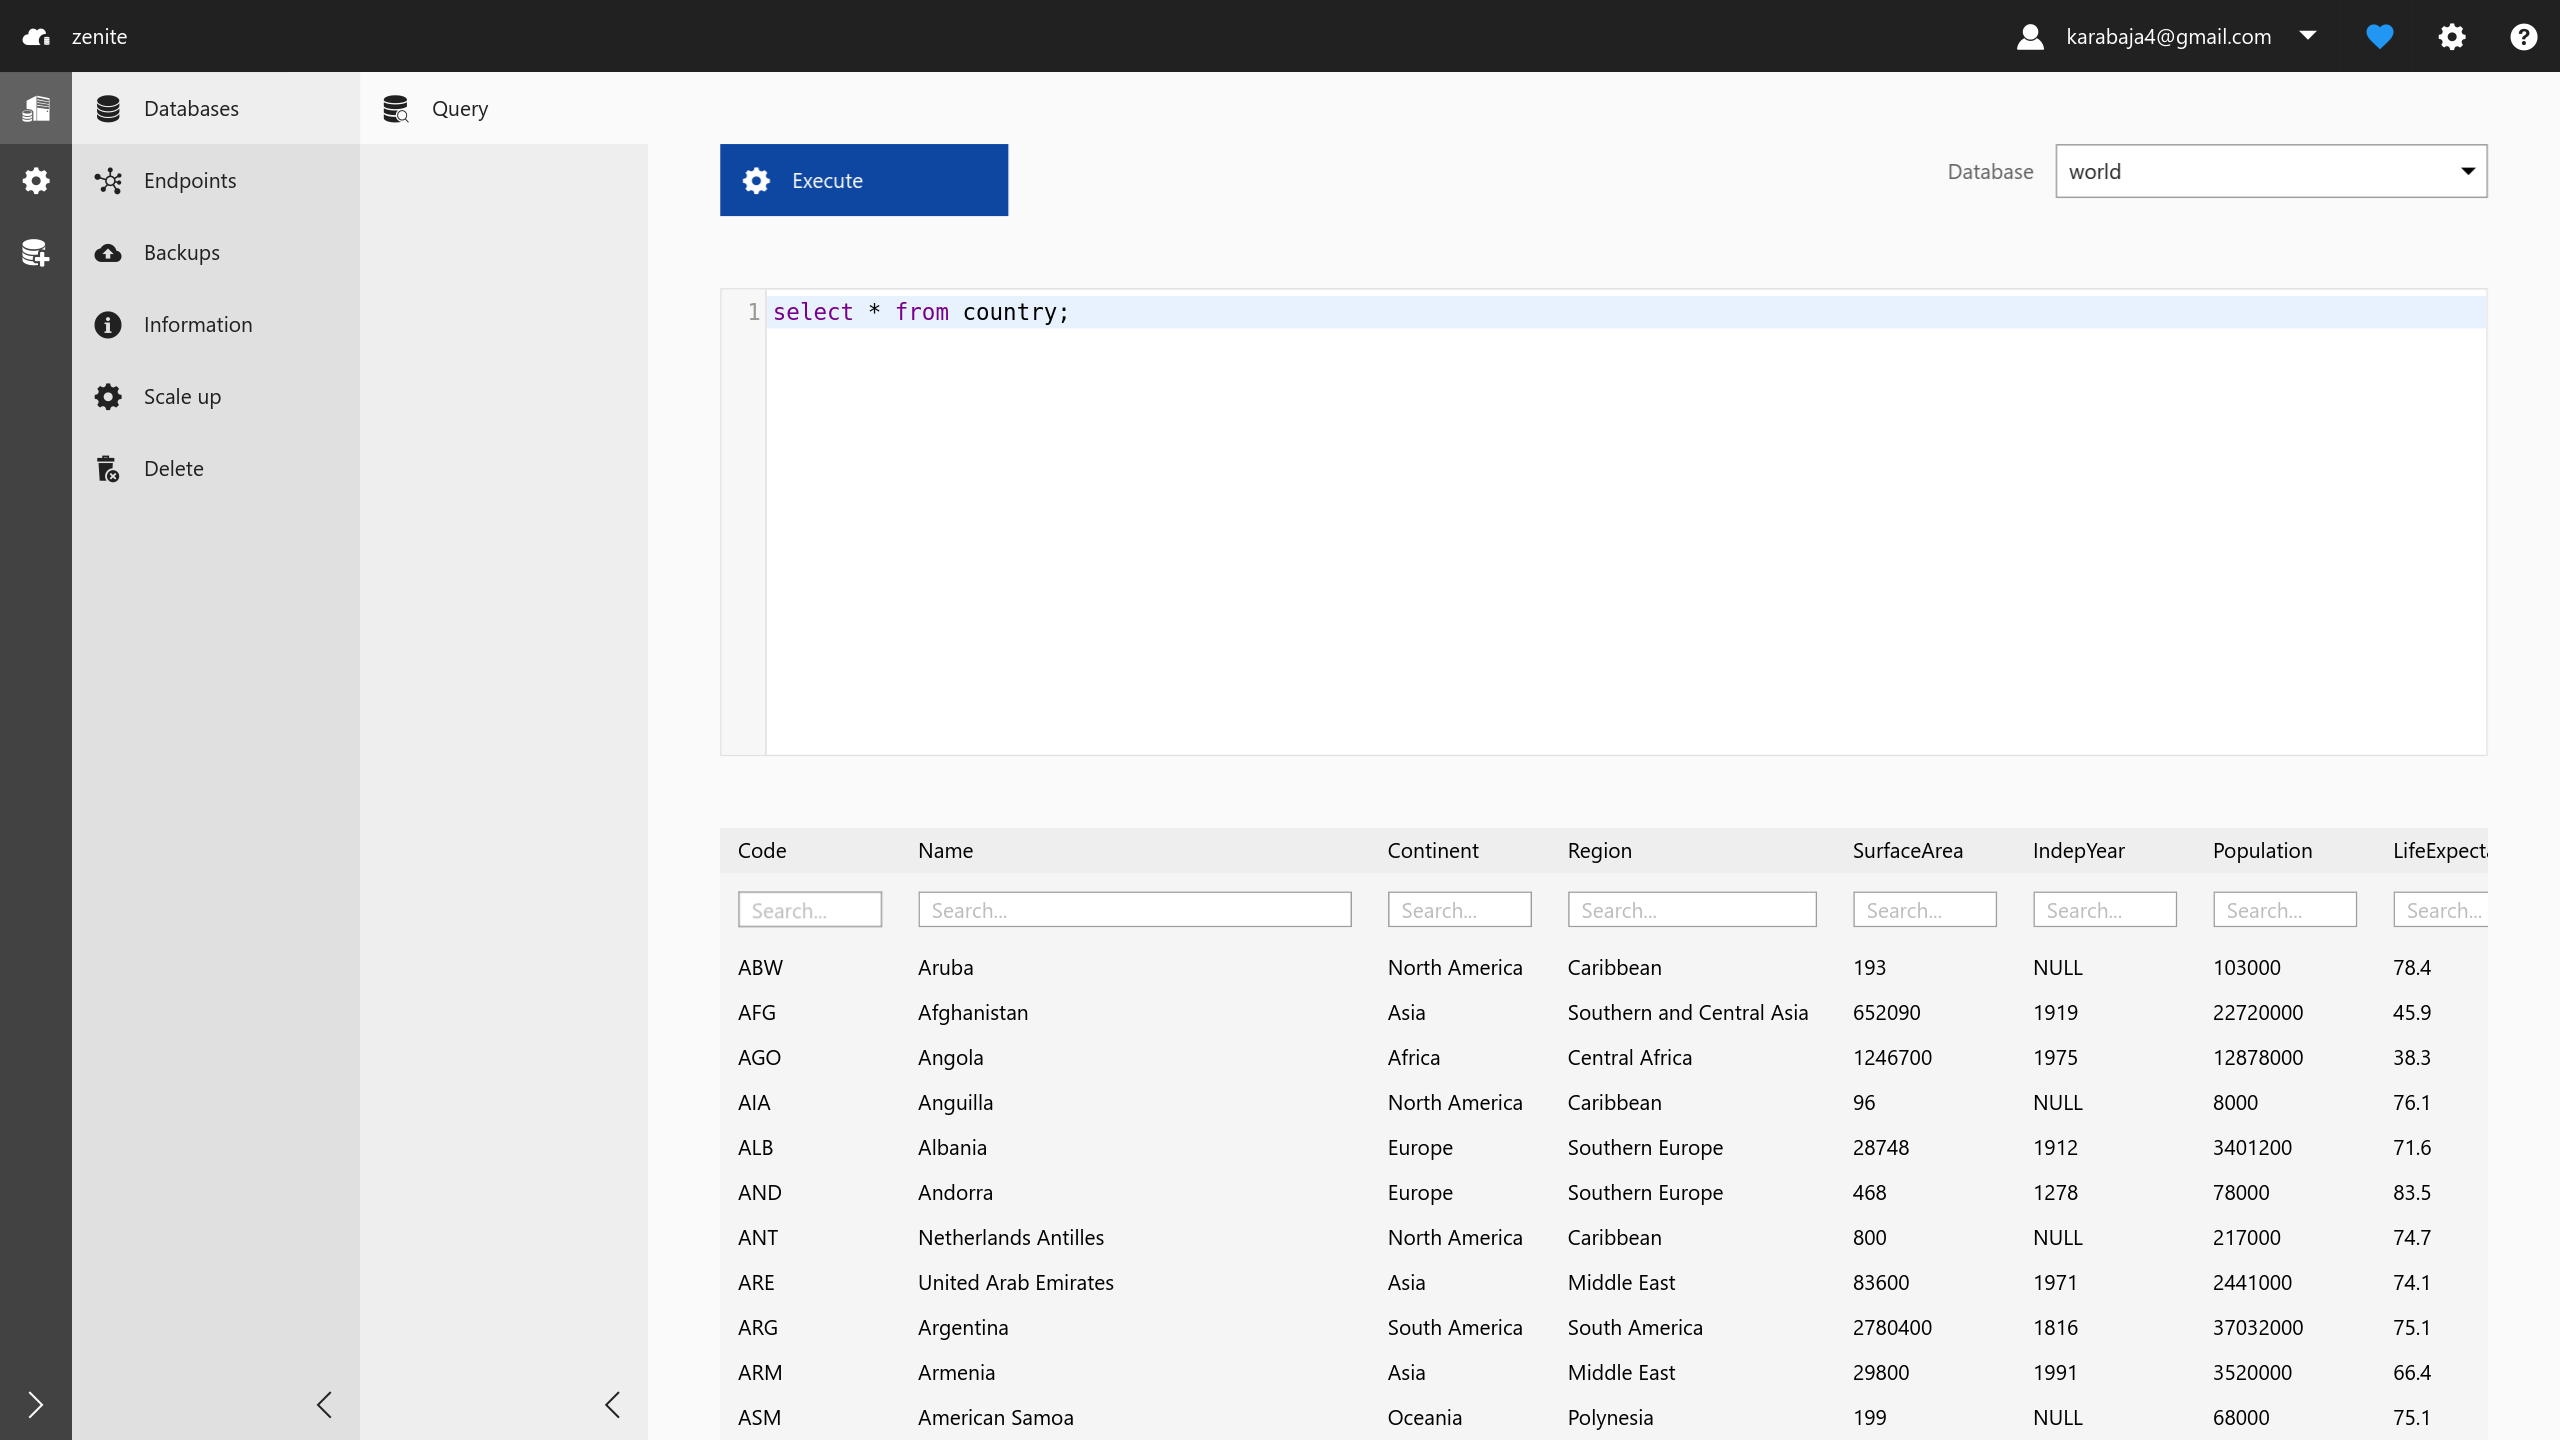 zenite
karabaja4@gmail.com
Databases
Endpoints
Backups
Information
Scale up
Delete
Query
Execute
Database world
1 select * from country;
Code Name Continent Region SurfaceArea IndepYear Population LifeExpecta
Search... Search... Search... Search... Search... Search... Search... Search...
ABW Aruba North America Caribbean 193 NULL 103000 78.4
AFG Afghanistan Asia Southern and Central Asia 652090 1919 22720000 45.9
AGO Angola Africa Central Africa 1246700 1975 12878000 38.3
AIA Anguilla North America Caribbean 96 NULL 8000 76.1
ALB Albania Europe Southern Europe 28748 1912 3401200 71.6
AND Andorra Europe Southern Europe 468 1278 78000 83.5
ANT Netherlands Antilles North America Caribbean 800 NULL 217000 74.7
ARE United Arab Emirates Asia Middle East 83600 1971 2441000 74.1
ARG Argentina South America South America 2780400 1816 37032000 75.1
ARM Armenia Asia Middle East 29800 1991 3520000 66.4
ASM American Samoa Oceania Polynesia 199 NULL 68000 75.1